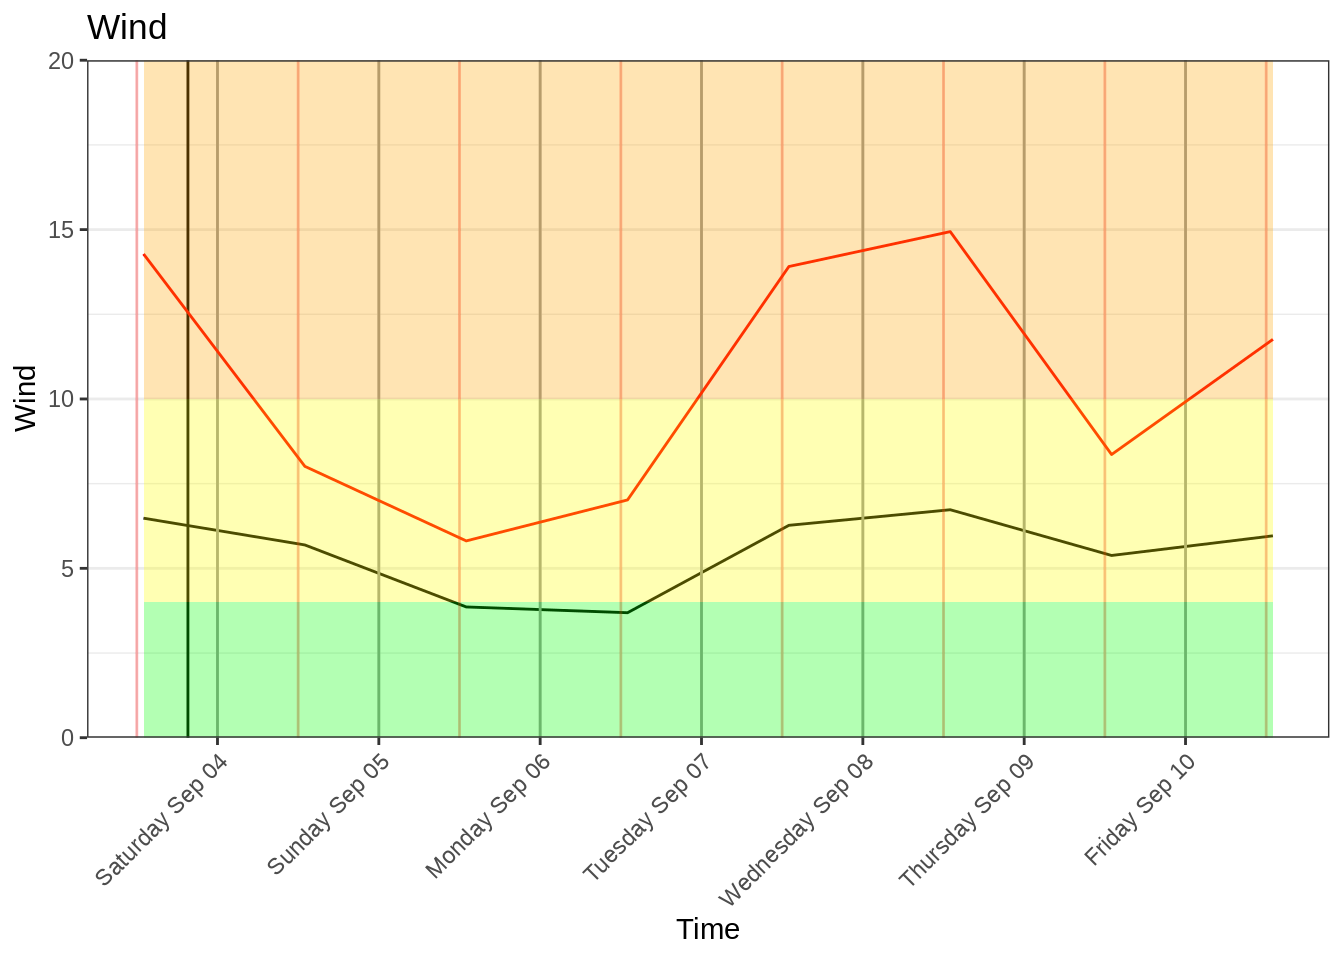 Wind
20
15
10
5
0
Wind
Saturday Sep 04
Sunday Sep 05
Monday Sep 06
Tuesday Sep 07
Wednesday Sep 08
Thursday Sep 09
Friday Sep 10
Time